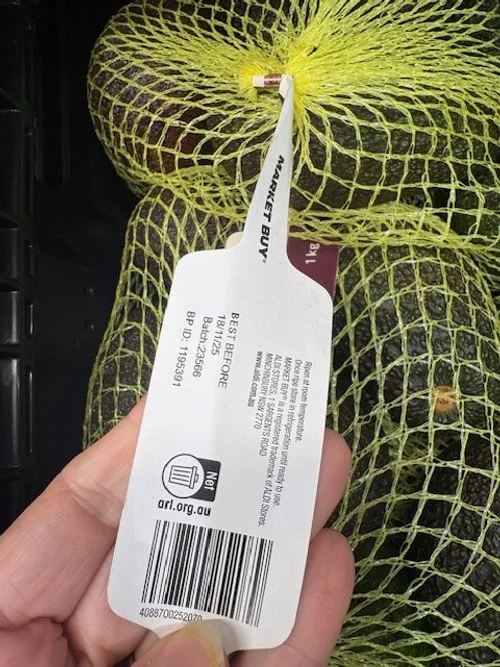 MARKET BUY®
1kg
BEST BEFORE
18/11/25
Batch:23566
BP ID: 1195391
Ripen at room temperature.
Once ripe store in refrigeration until ready to use.
MARKET BUY® is a registered trademark of ALDI Stores.
ALDI STORES, 1 SARGENTS ROAD
MINCHINBURY NSW 2770
www.aldi.com.au
Net
arl.org.au